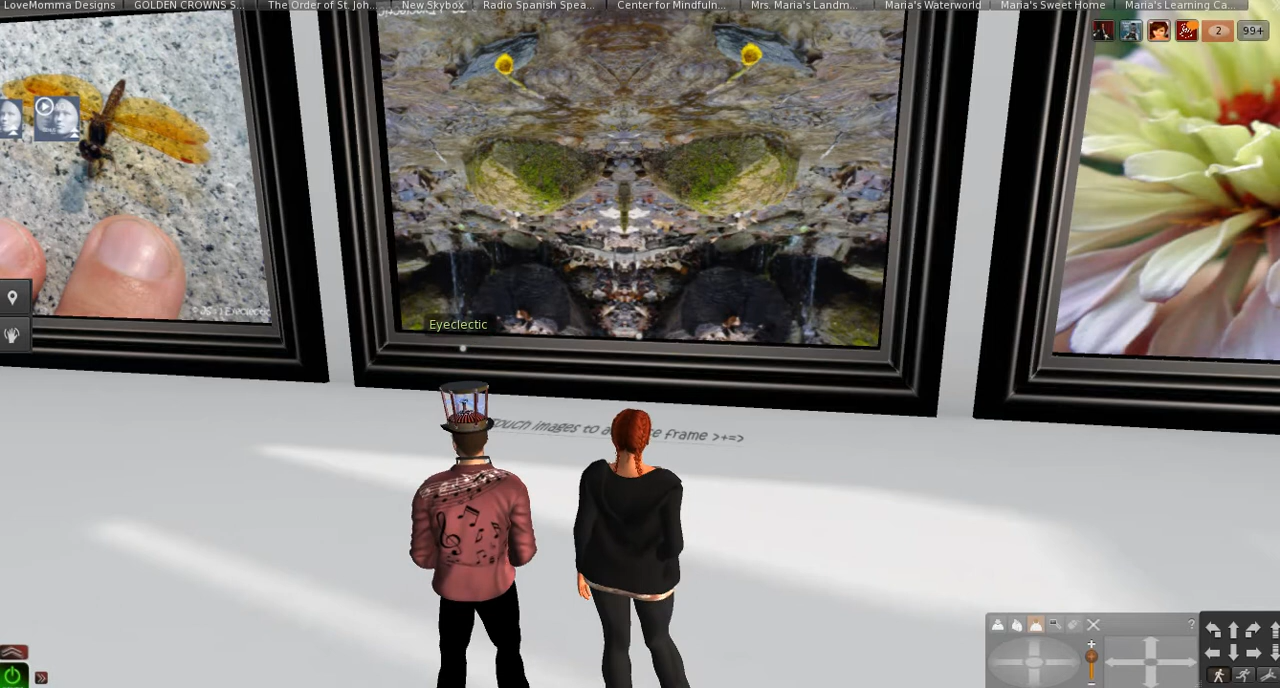 LoveMomma Designs
GOLDEN CROWNS S...
The Order of St. Joh...
New Skybox
Radio Spanish Spea...
Center for Mindfuln...
Mrs. Maria's Landm...
Maria's Waterworld
Maria's Sweet Home
Maria's Learning Ca...
2
99+
Eyeclectic
Eyeclectic
images to a
frame >+=>
?